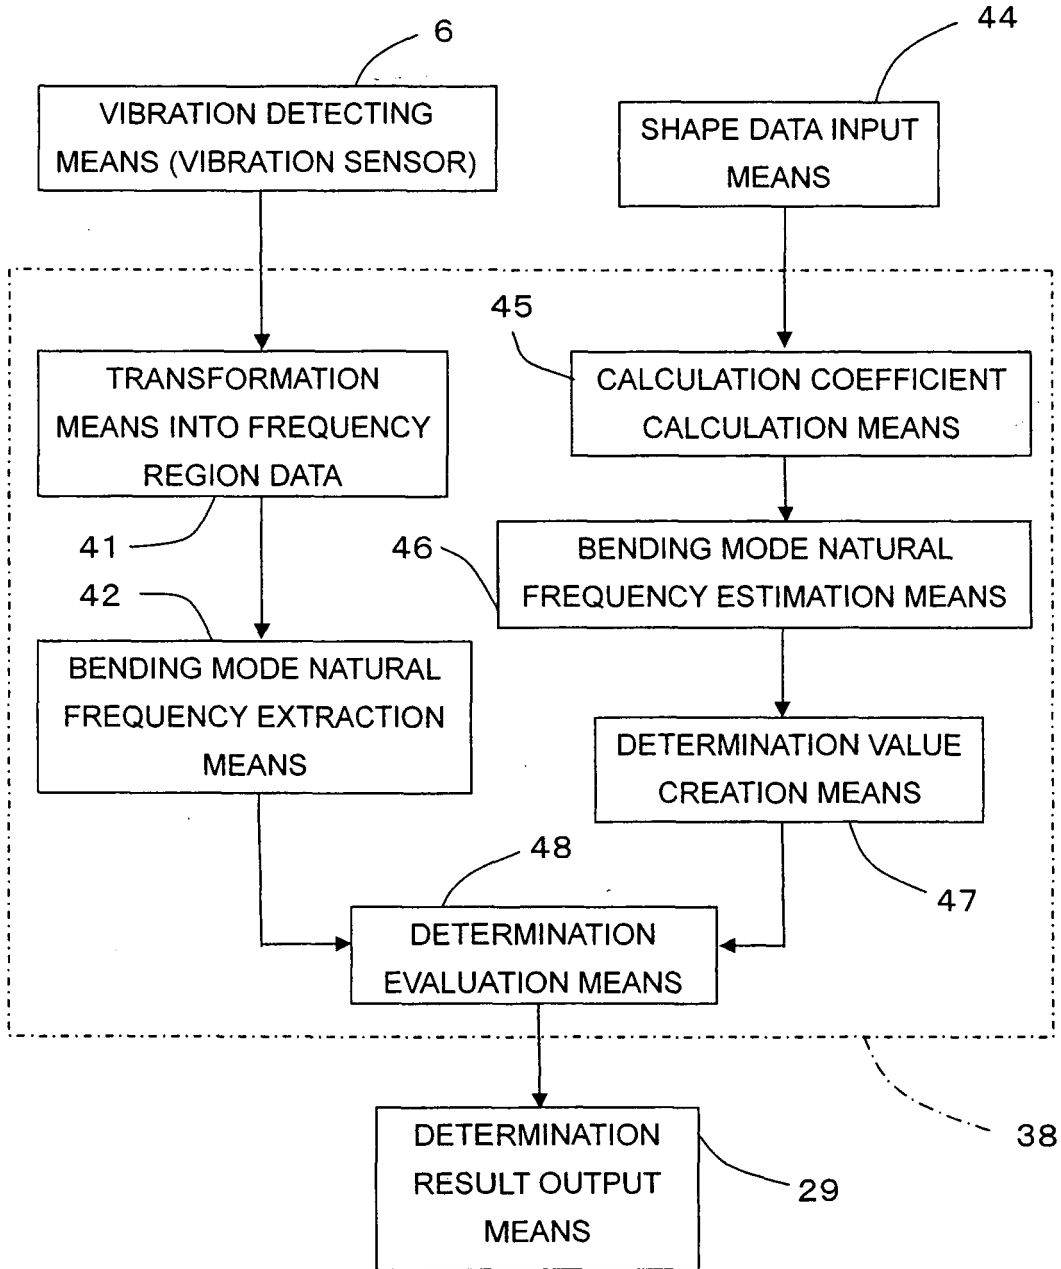 6
44
VIBRATION DETECTING
MEANS (VIBRATION SENSOR)
SHAPE DATA INPUT
MEANS
45
TRANSFORMATION
MEANS INTO FREQUENCY
REGION DATA
CALCULATION COEFFICIENT
CALCULATION MEANS
41
46
BENDING MODE NATURAL
FREQUENCY ESTIMATION MEANS
42
BENDING MODE NATURAL
FREQUENCY EXTRACTION
MEANS
DETERMINATION VALUE
CREATION MEANS
48
47
DETERMINATION
EVALUATION MEANS
38
DETERMINATION
RESULT OUTPUT
MEANS
29